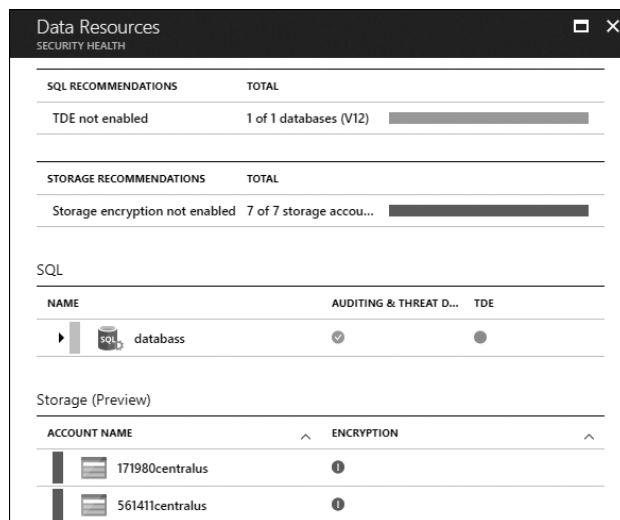 Data Resources
SECURITY HEALTH
SQL RECOMMENDATIONS TOTAL
TDE not enabled 1 of 1 databases (V12)
STORAGE RECOMMENDATIONS TOTAL
Storage encryption not enabled 7 of 7 storage accou...
SQL
NAME AUDITING & THREAT D... TDE
SQL databass
Storage (Preview)
ACCOUNT NAME ENCRYPTION
171980centralus
561411centralus